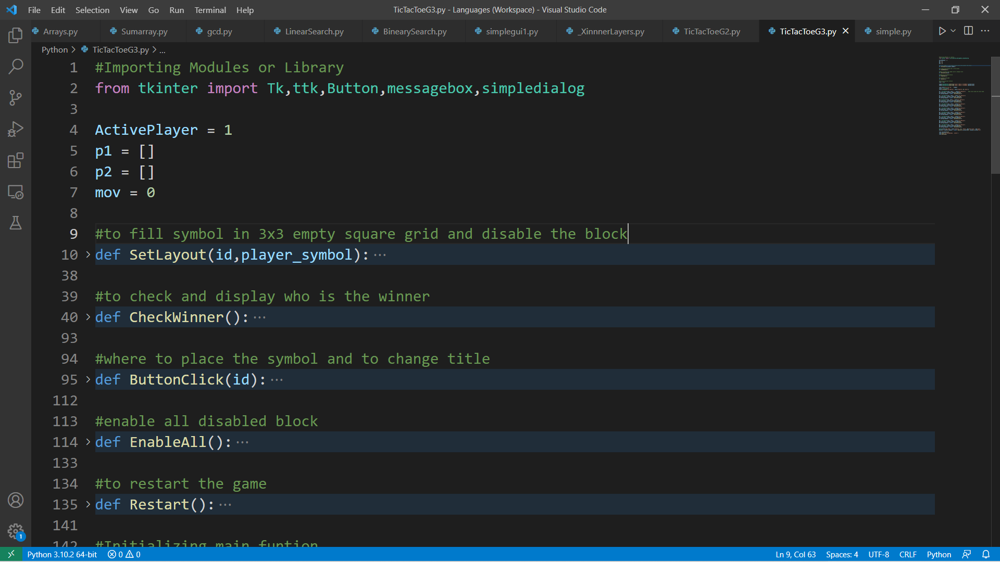 File Edit Selection View Go Run Terminal Help
TicTacToeG3.py - Languages (Workspace) - Visual Studio Code
Arrays.py Sumarray.py gcd.py LinearSearch.py BinearySearch.py simplegui1.py _XinnnerLayers.py TicTacToeG2.py TicTacToeG3.py simple.py
Python > TicTacToeG3.py > ...
1 #Importing Modules or Library
2 from tkinter import Tk,ttk,Button,messagebox,simpledialog
3
4 ActivePlayer = 1
5 p1 = []
6 p2 = []
7 mov = 0
8
9 #to fill symbol in 3x3 empty square grid and disable the block
10 def SetLayout(id,player_symbol):···
38
39 #to check and display who is the winner
40 def CheckWinner():···
93
94 #where to place the symbol and to change title
95 def ButtonClick(id):···
112
113 #enable all disabled block
114 def EnableAll():···
133
134 #to restart the game
135 def Restart():···
141
142 #Initializing main funtion
1
Python 3.10.2 64-bit 0 0 Ln 9, Col 63 Spaces: 4 UTF-8 CRLF Python